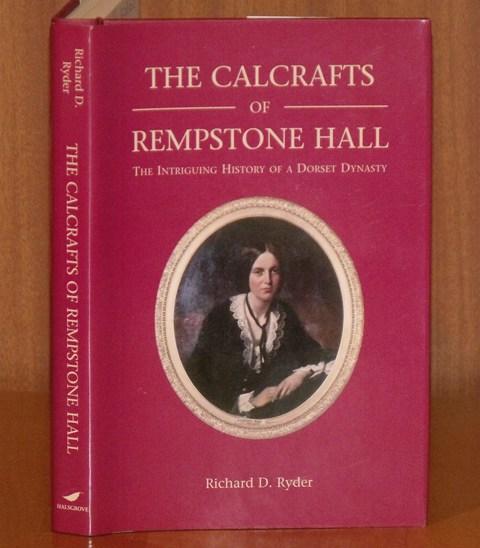 Richard D.
Ryder
THE CALCRAFTS OF REMPSTONE HALL
HALSGROVE
THE CALCRAFTS
OF
REMPSTONE HALL
THE INTRIGUING HISTORY OF A DORSET DYNASTY
Richard D. Ryder